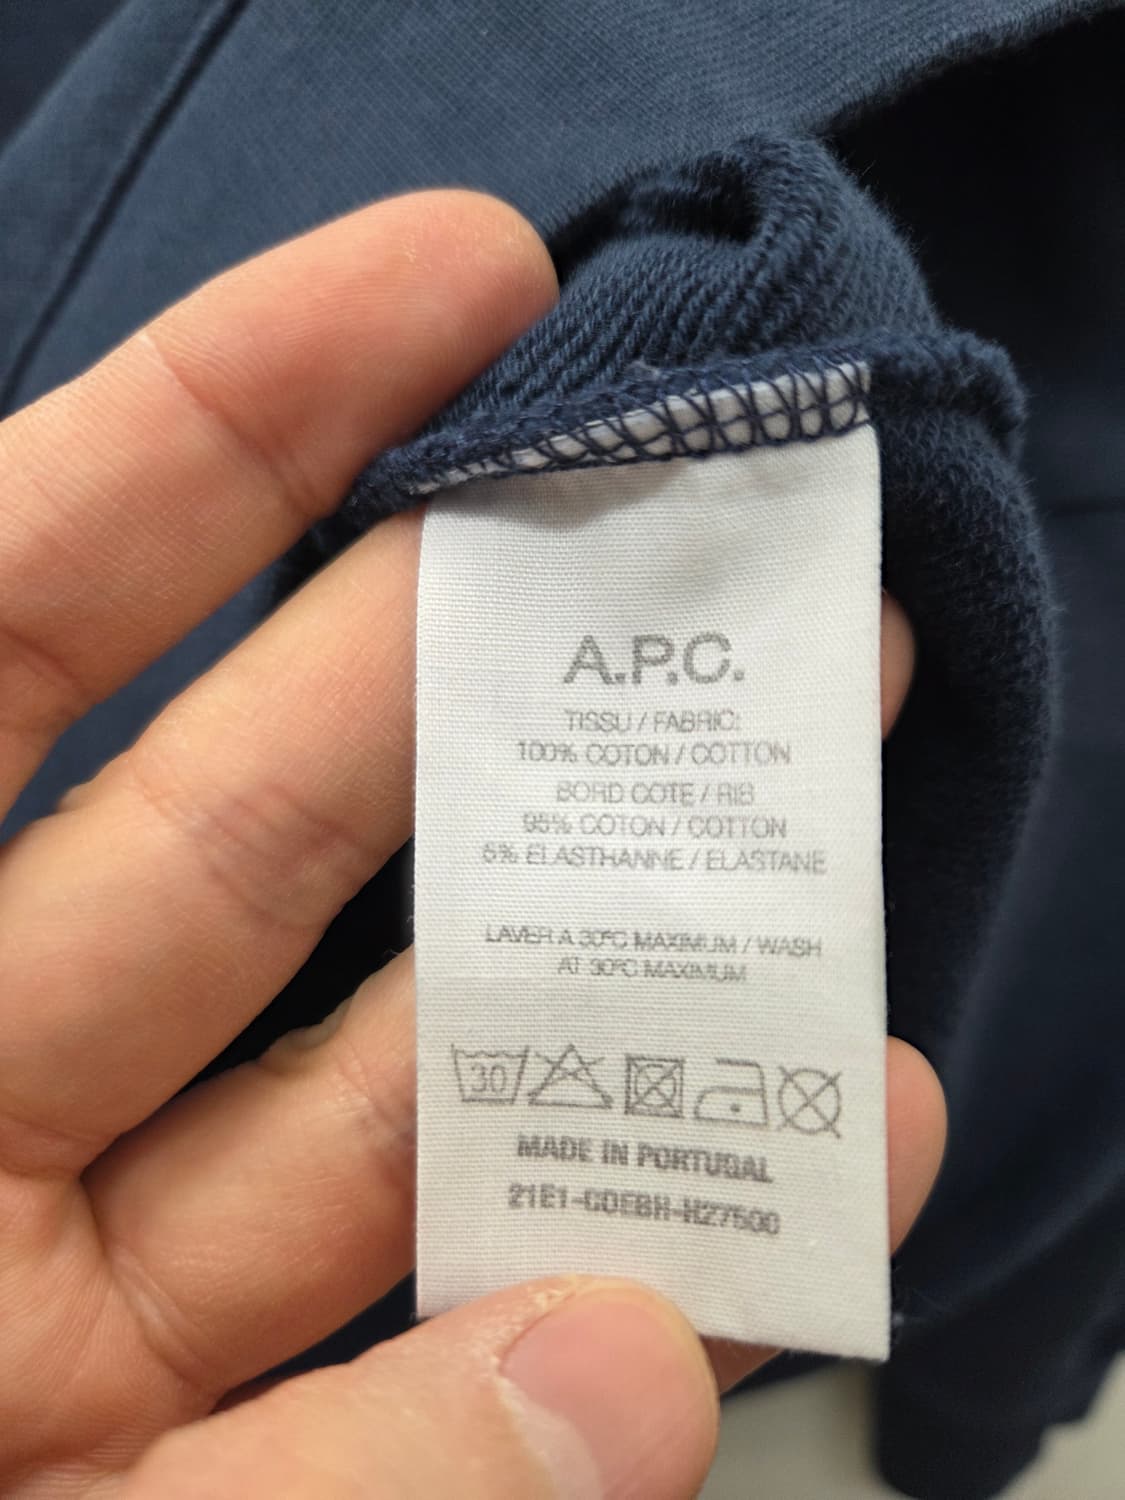 A.P.C.
TISSU / FABRIC:
100% COTON / COTTON
BORD COTE / RIB
95% COTON / COTTON
5% ELASTHANNE / ELASTANE
LAVER A 30°C MAXIMUM / WASH
AT 30°C MAXIMUM
30
MADE IN PORTUGAL
21E1-COEBH-H27500